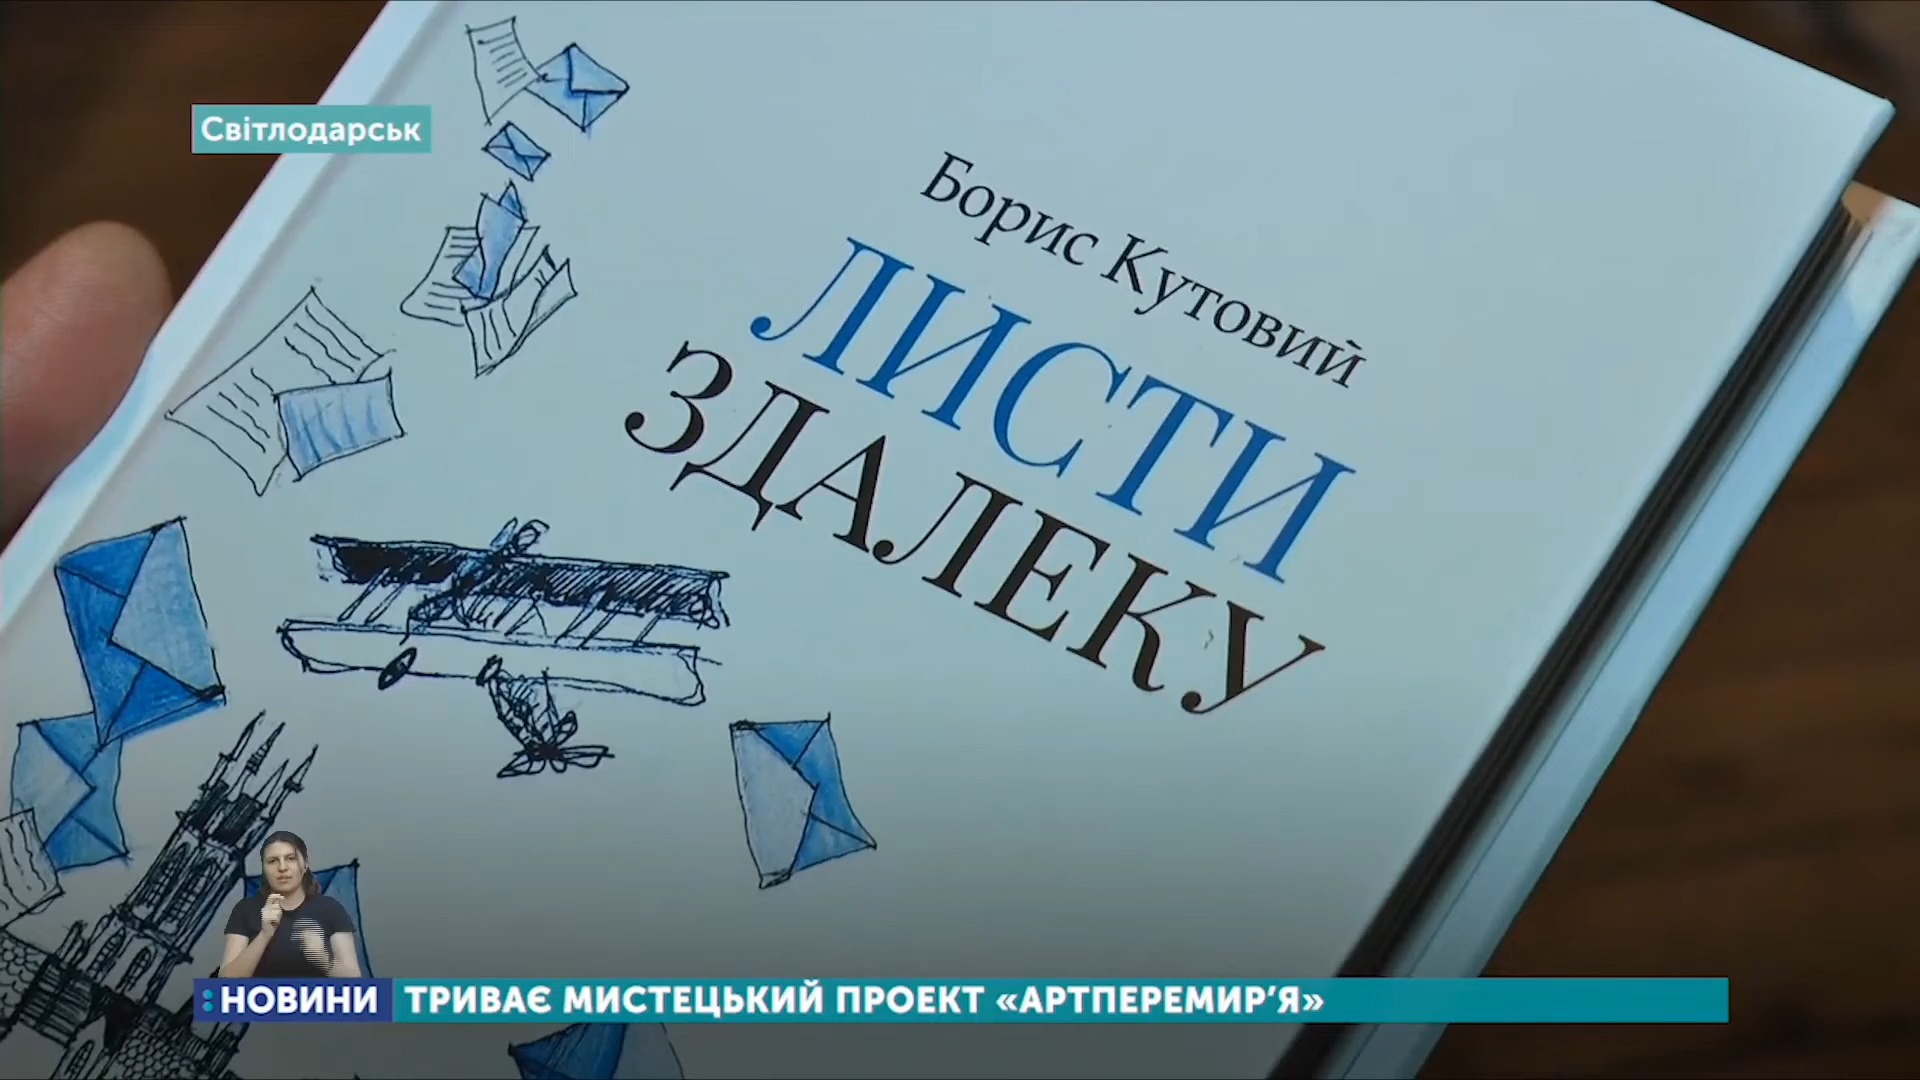 Світлодарськ
Борис Кутовий
ЛИСТИ
ЗДАЛЕКУ
НОВИНИ
ТРИВАЄ МИСТЕЦЬКИЙ ПРОЕКТ «АРТПЕРЕМИР’Я»